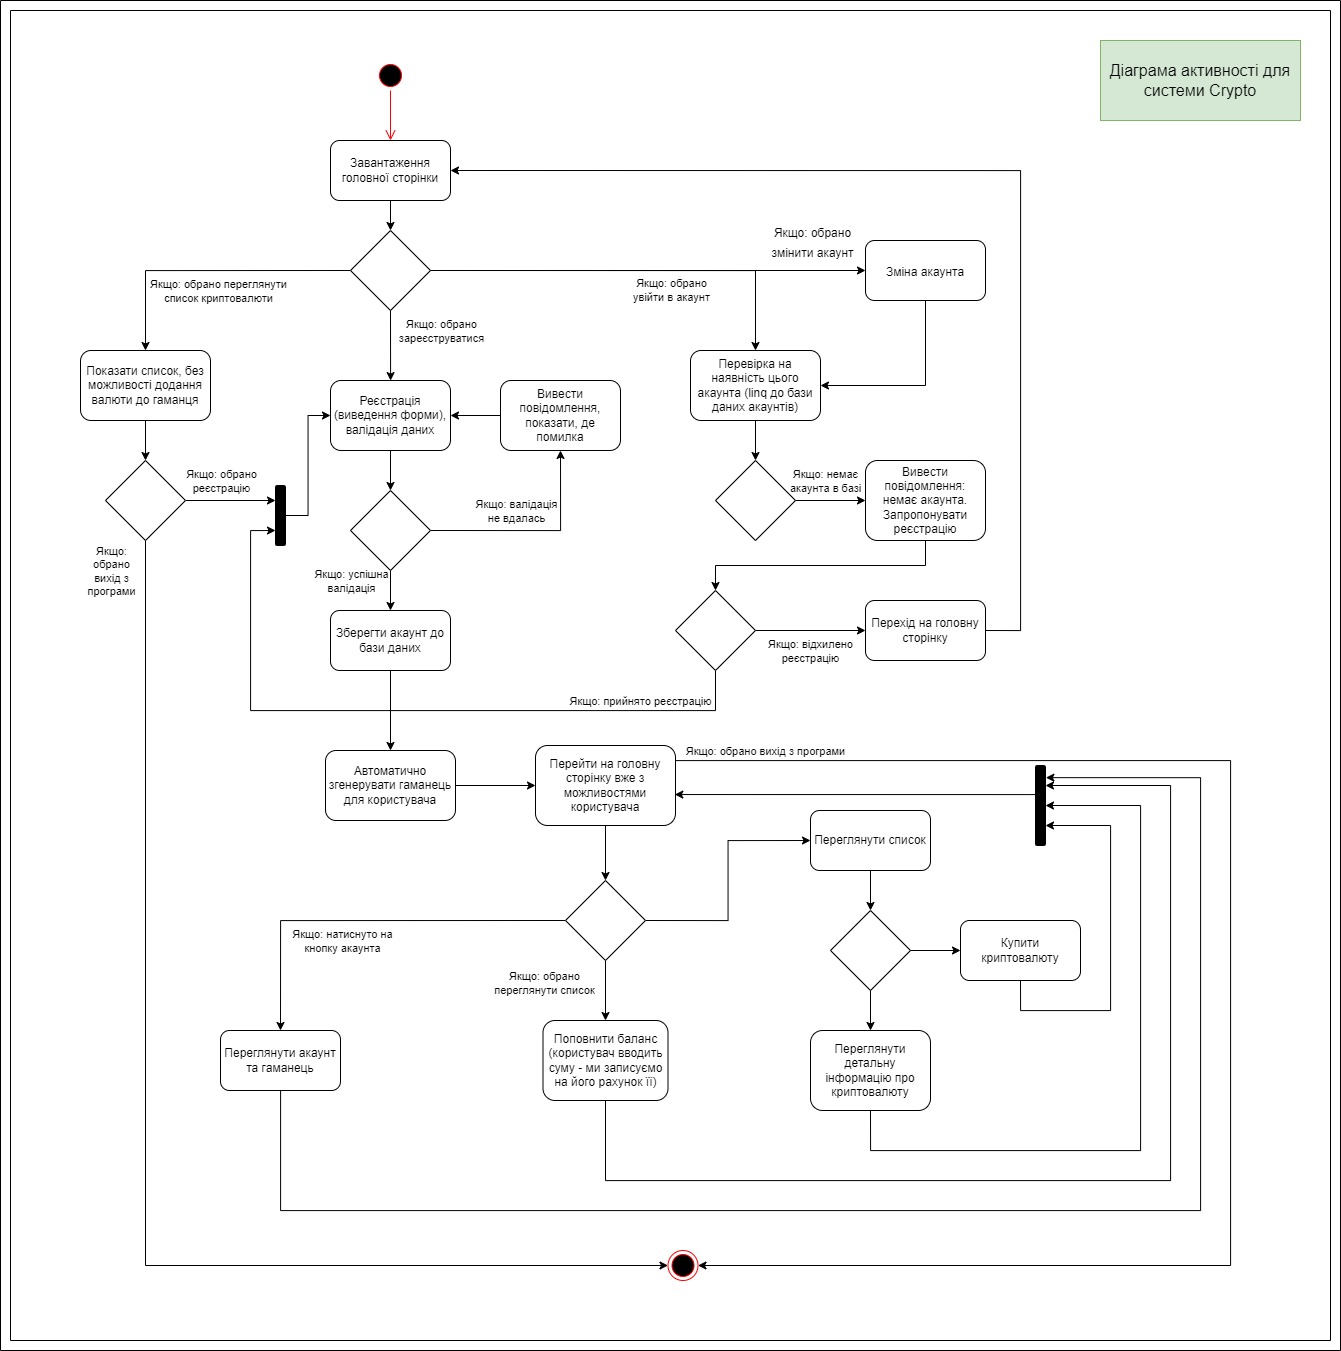 Діаграма активності для
системи Crypto
Завантаження
головної сторінки
Якщо: обрано
змінити акаунт
Зміна акаунта
Якщо: обрано переглянути
список криптовалюти
Якщо: обрано
увійти в акаунт
Якщо: обрано
зареєструватися
Показати список, без
можливості додання
валюти до гаманця
Реєстрація
(виведення форми),
валідація даних
Вивести
повідомлення,
показати, де
помилка
Перевірка на
наявність цього
акаунта (linq до бази
даних акаунтів)
Якщо: обрано
реєстрацію
Якщо: валідація
не вдалась
Якщо: немає
акаунта в базі
Вивести
повідомлення:
немає акаунта.
Запропонувати
реєстрацію
Якщо:
обрано
вихід з
програми
Якщо: успішна
валідація
Зберегти акаунт до
бази даних
Якщо: відхилено
реєстрацію
Перехід на головну
сторінку
Якщо: прийнято реєстрацію
Автоматично
згенерувати гаманець
для користувача
Перейти на головну
сторінку вже з
можливостями
користувача
Якщо: обрано вихід з програми
Переглянути список
Якщо: натиснуто на
кнопку акаунта
Якщо: обрано
переглянути список
Купити
криптовалюту
Переглянути акаунт
та гаманець
Поповнити баланс
(користувач вводить
суму - ми записуємо
на його рахунок її)
Переглянути
детальну
інформацію про
криптовалюту